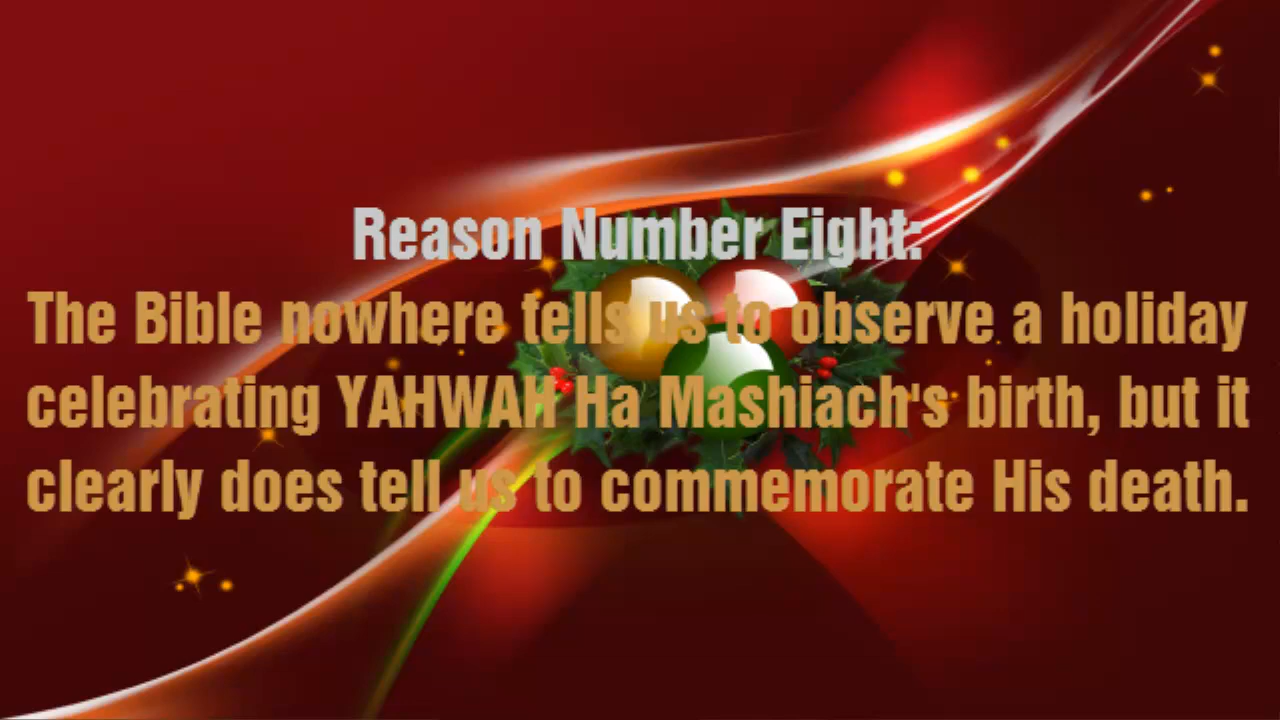 Reason Number Eight:
The Bible nowhere tells us to observe a holiday
celebrating YAHWAH Ha Mashiach's birth, but it
clearly does tell us to commemorate His death.